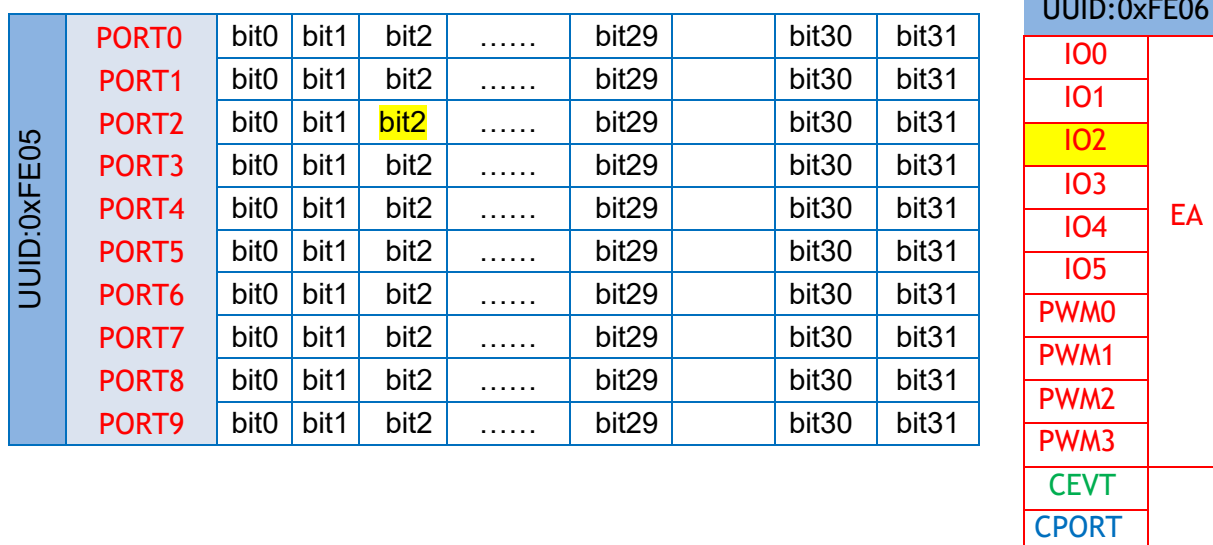 UUID:0xFE05
PORT0 bit0 bit1 bit2 …… bit29 bit30 bit31
PORT1 bit0 bit1 bit2 …… bit29 bit30 bit31
PORT2 bit0 bit1 bit2 …… bit29 bit30 bit31
PORT3 bit0 bit1 bit2 …… bit29 bit30 bit31
PORT4 bit0 bit1 bit2 …… bit29 bit30 bit31
PORT5 bit0 bit1 bit2 …… bit29 bit30 bit31
PORT6 bit0 bit1 bit2 …… bit29 bit30 bit31
PORT7 bit0 bit1 bit2 …… bit29 bit30 bit31
PORT8 bit0 bit1 bit2 …… bit29 bit30 bit31
PORT9 bit0 bit1 bit2 …… bit29 bit30 bit31
UUID:0xFE06
IO0
IO1
IO2
IO3
IO4
IO5
PWM0
PWM1
PWM2
PWM3
EA
CEVT
CPORT